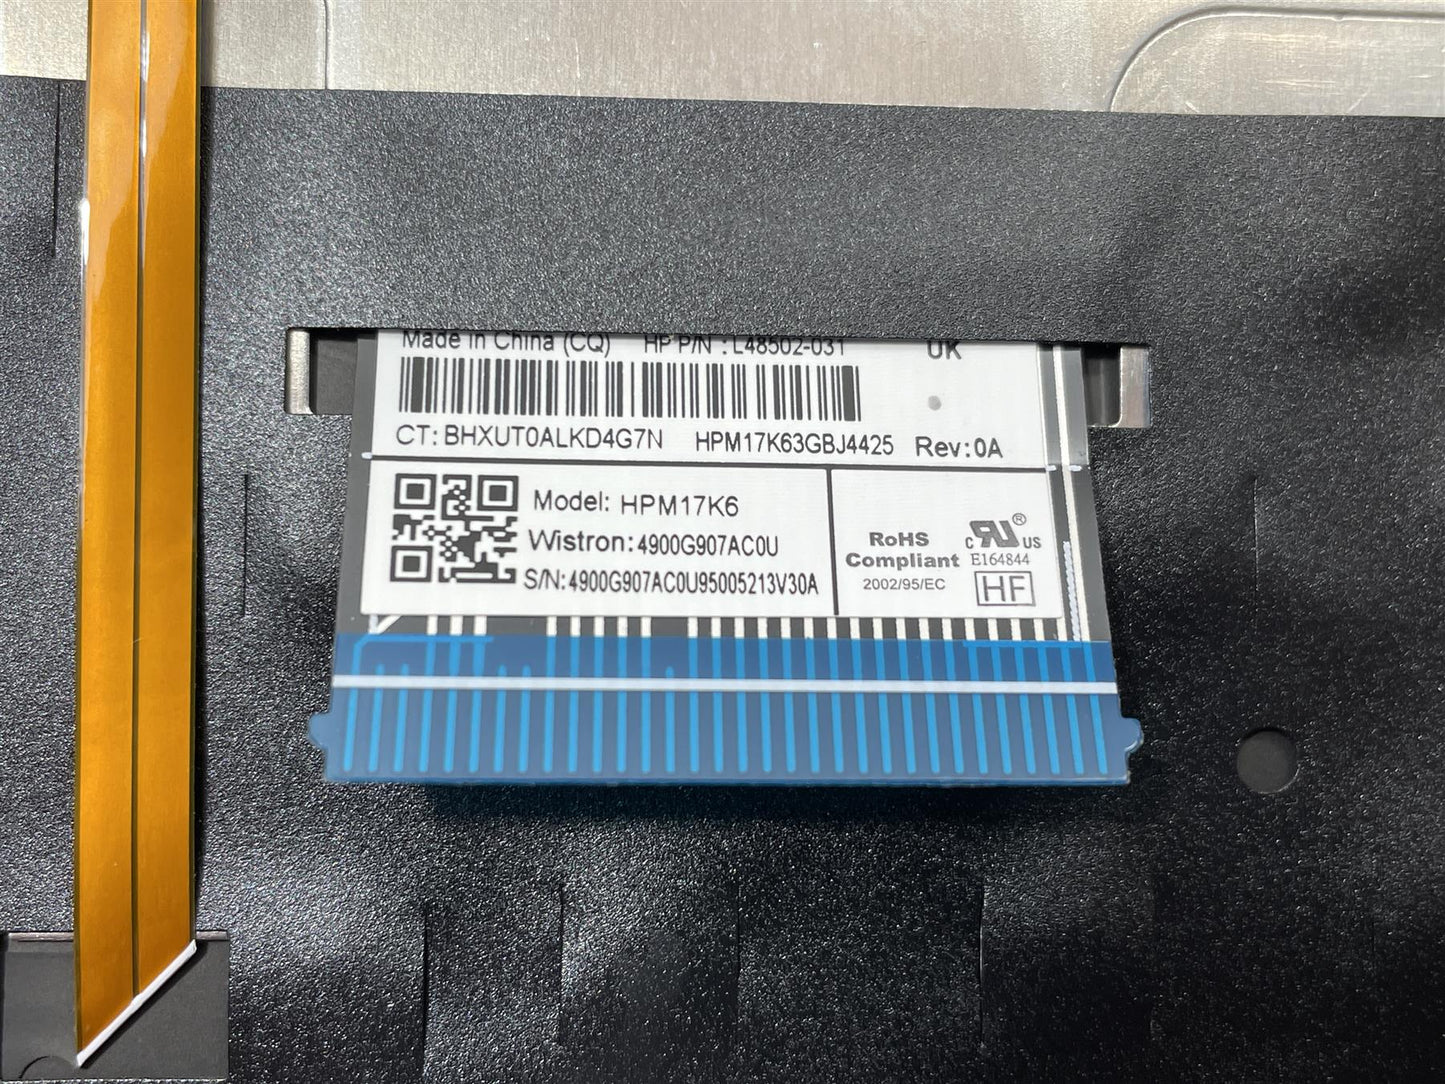 Made in China (CQ) HP P/N : L48502-031 UK
CT: BHXUT0ALKD4G7N HPM17K63GBJ4425 Rev:0A
Model: HPM17K6
Wistron: 4900G907AC0U
S/N: 4900G907AC0U95005213V30A
RoHS
Compliant
2002/95/EC
c RU ® US
E164844
HF